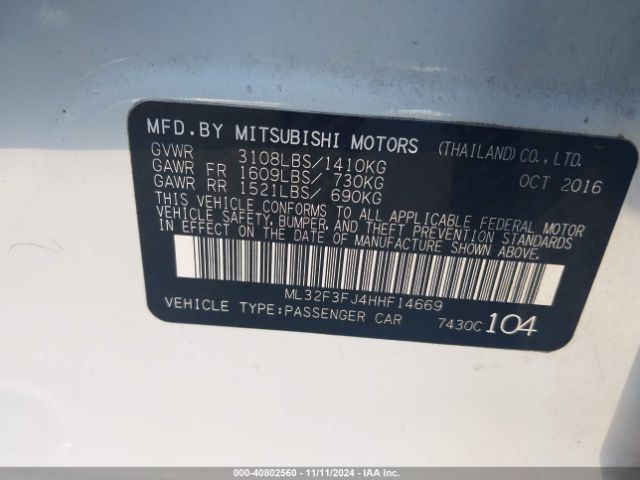 MFD.BY MITSUBISHI MOTORS (THAILAND)CO.,LTD.
GVWR 3108LBS/1410KG OCT 2016
GAWR FR 1609LBS/ 730KG
GAWR RR 1521LBS/ 690KG
THIS VEHICLE CONFORMS TO ALL APPLICABLE FEDERAL MOTOR
VEHICLE SAFETY, BUMPER, AND THEFT PREVENTION STANDARDS
IN EFFECT ON THE DATE OF MANUFACTURE SHOWN ABOVE.
ML32F3FJ4HHF14669
VEHICLE TYPE:PASSENGER CAR 7430C 104
000-40802560 - 11/11/2024 - IAA Inc.